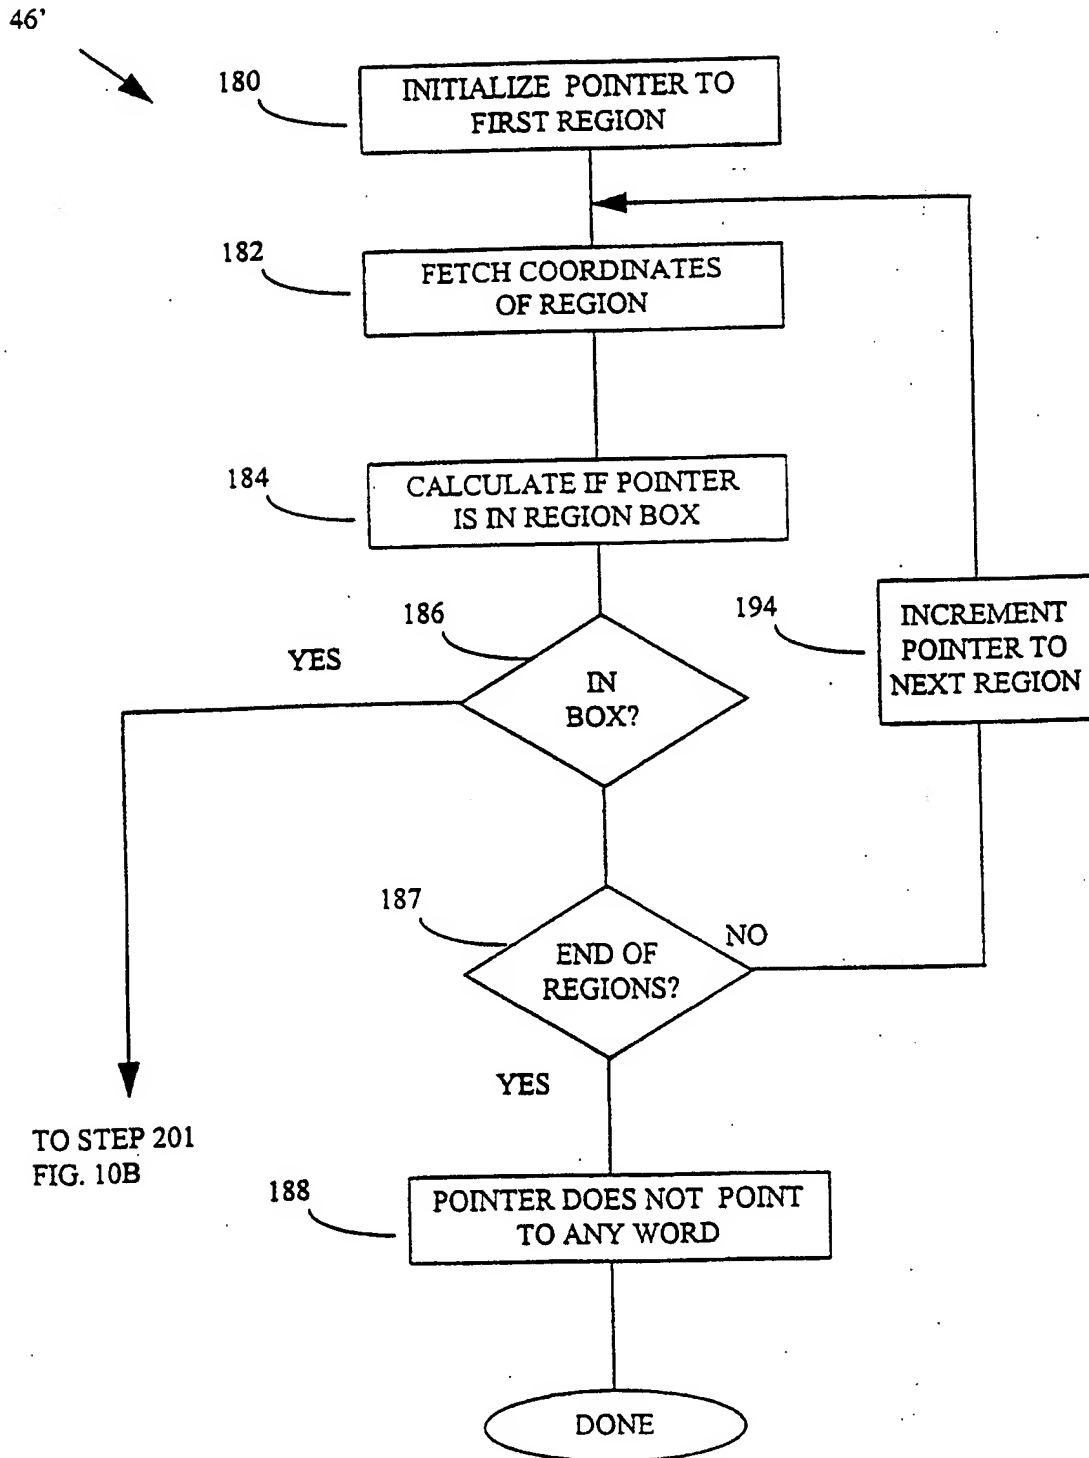 46'
180
INITIALIZE POINTER TO
FIRST REGION
182
FETCH COORDINATES
OF REGION
184
CALCULATE IF POINTER
IS IN REGION BOX
186
YES
IN
BOX?
194
INCREMENT
POINTER TO
NEXT REGION
187
END OF
REGIONS?
NO
YES
TO STEP 201
FIG. 10B
188
POINTER DOES NOT POINT
TO ANY WORD
DONE